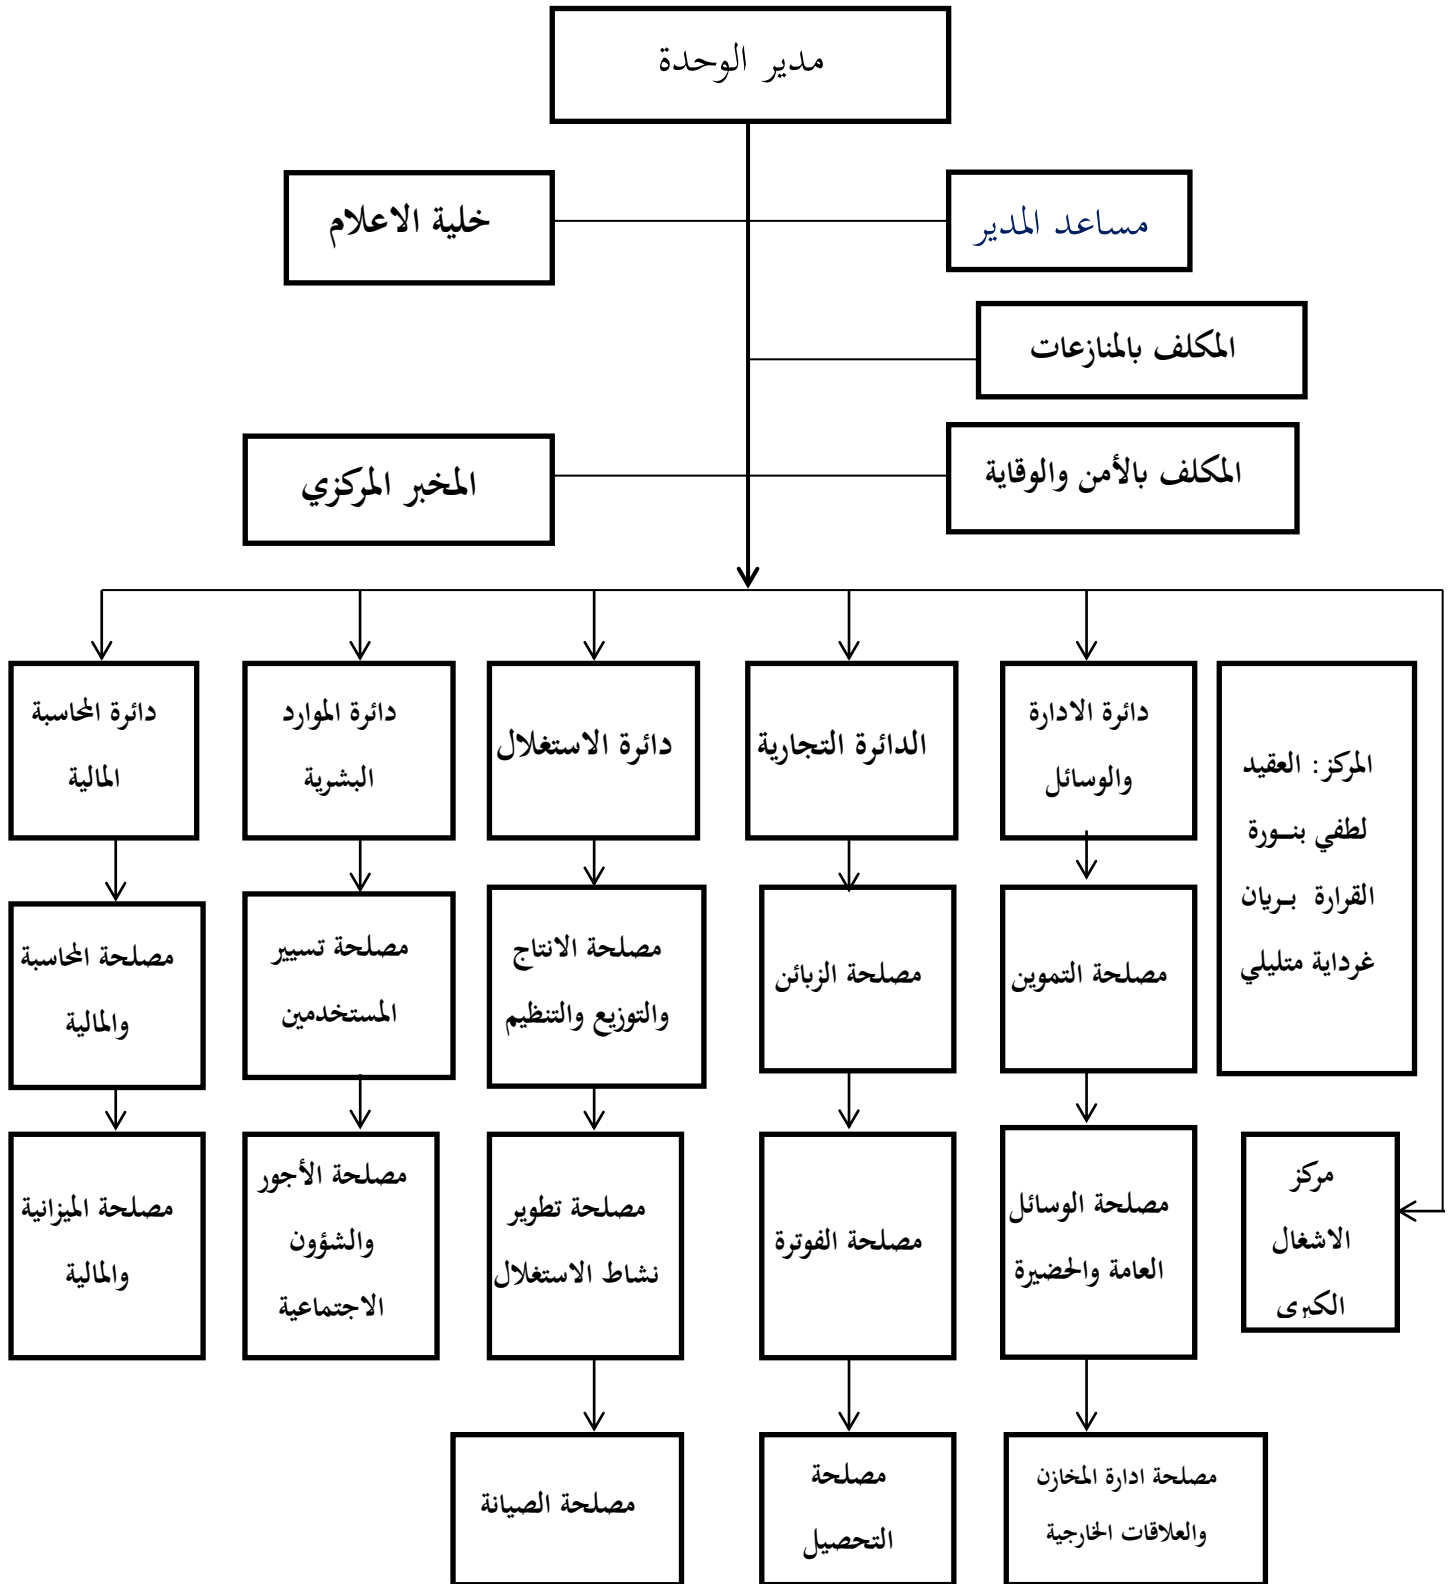 مدير الوحدة
مساعد المدير
خلية الاعلام
المكلف بالمنازعات
المكلف بالأمن والوقاية
المخبر المركزي
المركز: العقيد
لطفي بنـورة
القرارة بـريان
غرداية متليلي
دائرة الادارة
والوسائل
الدائرة التجارية
دائرة الاستغلال
دائرة الموارد
البشرية
دائرة المحاسبة
المالية
مصلحة التموين
مصلحة الزبائن
مصلحة الانتاج
والتوزيع والتنظيم
مصلحة تسيير
المستخدمين
مصلحة المحاسبة
والمالية
مركز
الاشغال
الكبرى
مصلحة الوسائل
العامة والحضيرة
مصلحة الفوترة
مصلحة تطوير
نشاط الاستغلال
مصلحة الأجور
والشؤون
الاجتماعية
مصلحة الميزانية
والمالية
مصلحة ادارة المخازن
والعلاقات الخارجية
مصلحة
التحصيل
مصلحة الصيانة